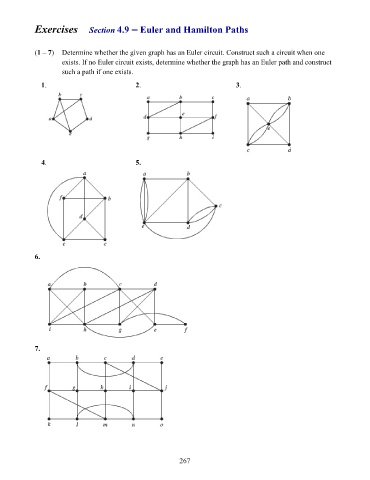 Exercises Section 4.9 – Euler and Hamilton Paths
(1 – 7) Determine whether the given graph has an Euler circuit. Construct such a circuit when one
exists. If no Euler circuit exists, determine whether the graph has an Euler path and construct
such a path if one exists.
1. 2. 3.
b c a b c a b
a d d e f
e g h i c d
4. 5.
a a b
f b
d c
e c e d
6.
a b c d
i h g e f
7.
a b c d e
f g h i j
k l m n o
267